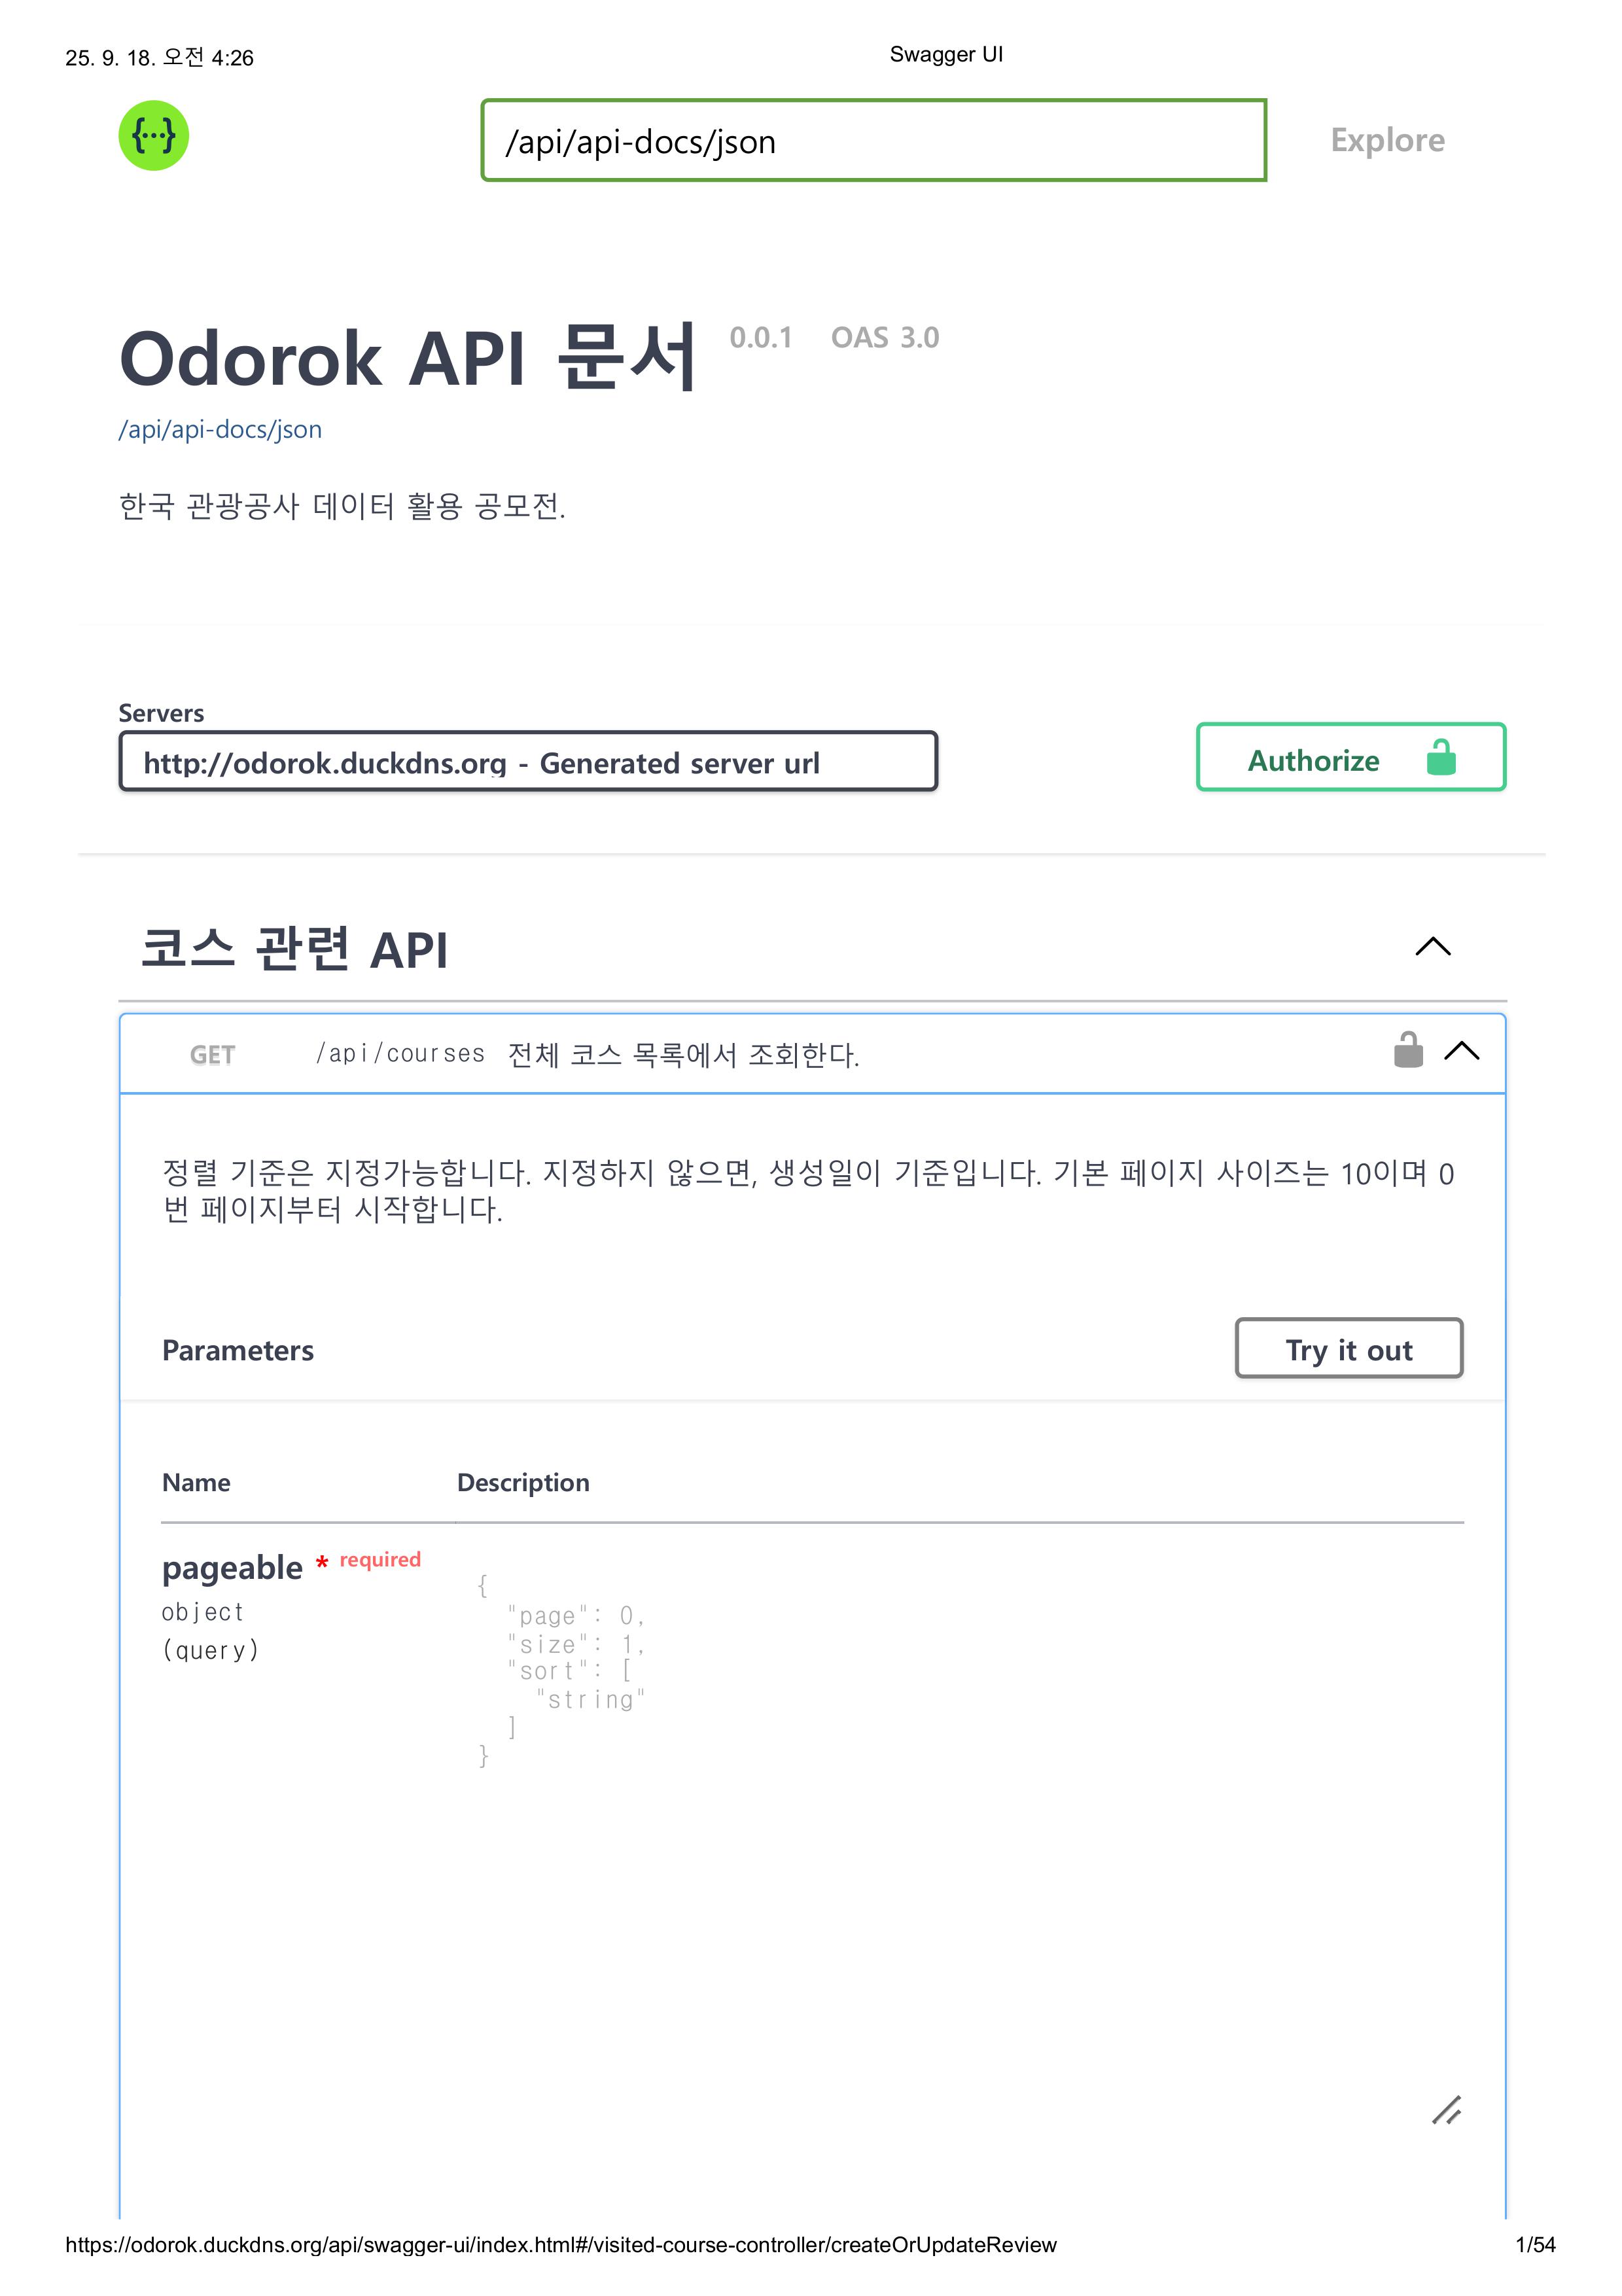 25. 9. 18. 오전 4:26
Swagger UI
{···}
/api/api-docs/json
Explore
Odorok API 문서 0.0.1 OAS 3.0
/api/api-docs/json
한국 관광공사 데이터 활용 공모전.
Servers
http://odorok.duckdns.org - Generated server url
Authorize
코스 관련 API
GET /api/courses 전체 코스 목록에서 조회한다.
정렬 기준은 지정가능합니다. 지정하지 않으면, 생성일이 기준입니다. 기본 페이지 사이즈는 10이며 0
번 페이지부터 시작합니다.
Parameters
Try it out
Name Description
pageable * required
object
(query)
{
"page": 0,
"size": 1,
"sort": [
"string"
]
}
https://odorok.duckdns.org/api/swagger-ui/index.html#/visited-course-controller/createOrUpdateReview
1/54